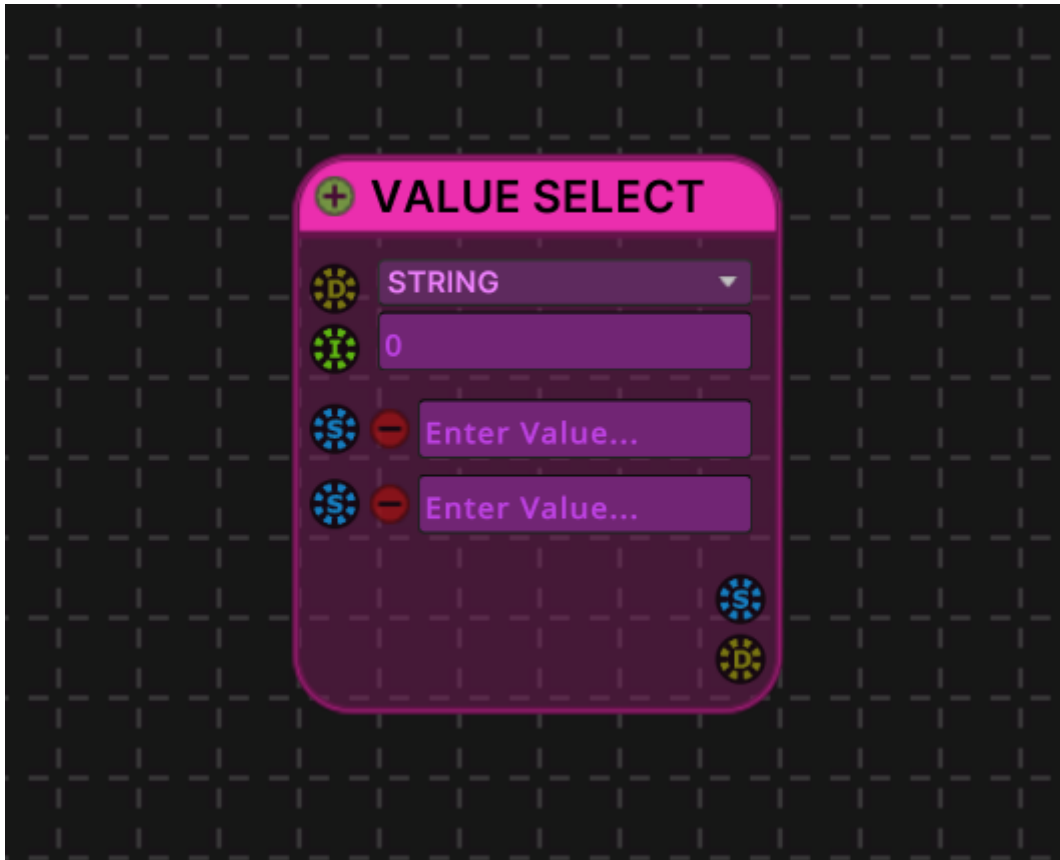 VALUE SELECT
D STRING
I 0
S Enter Value...
S Enter Value...
S
D